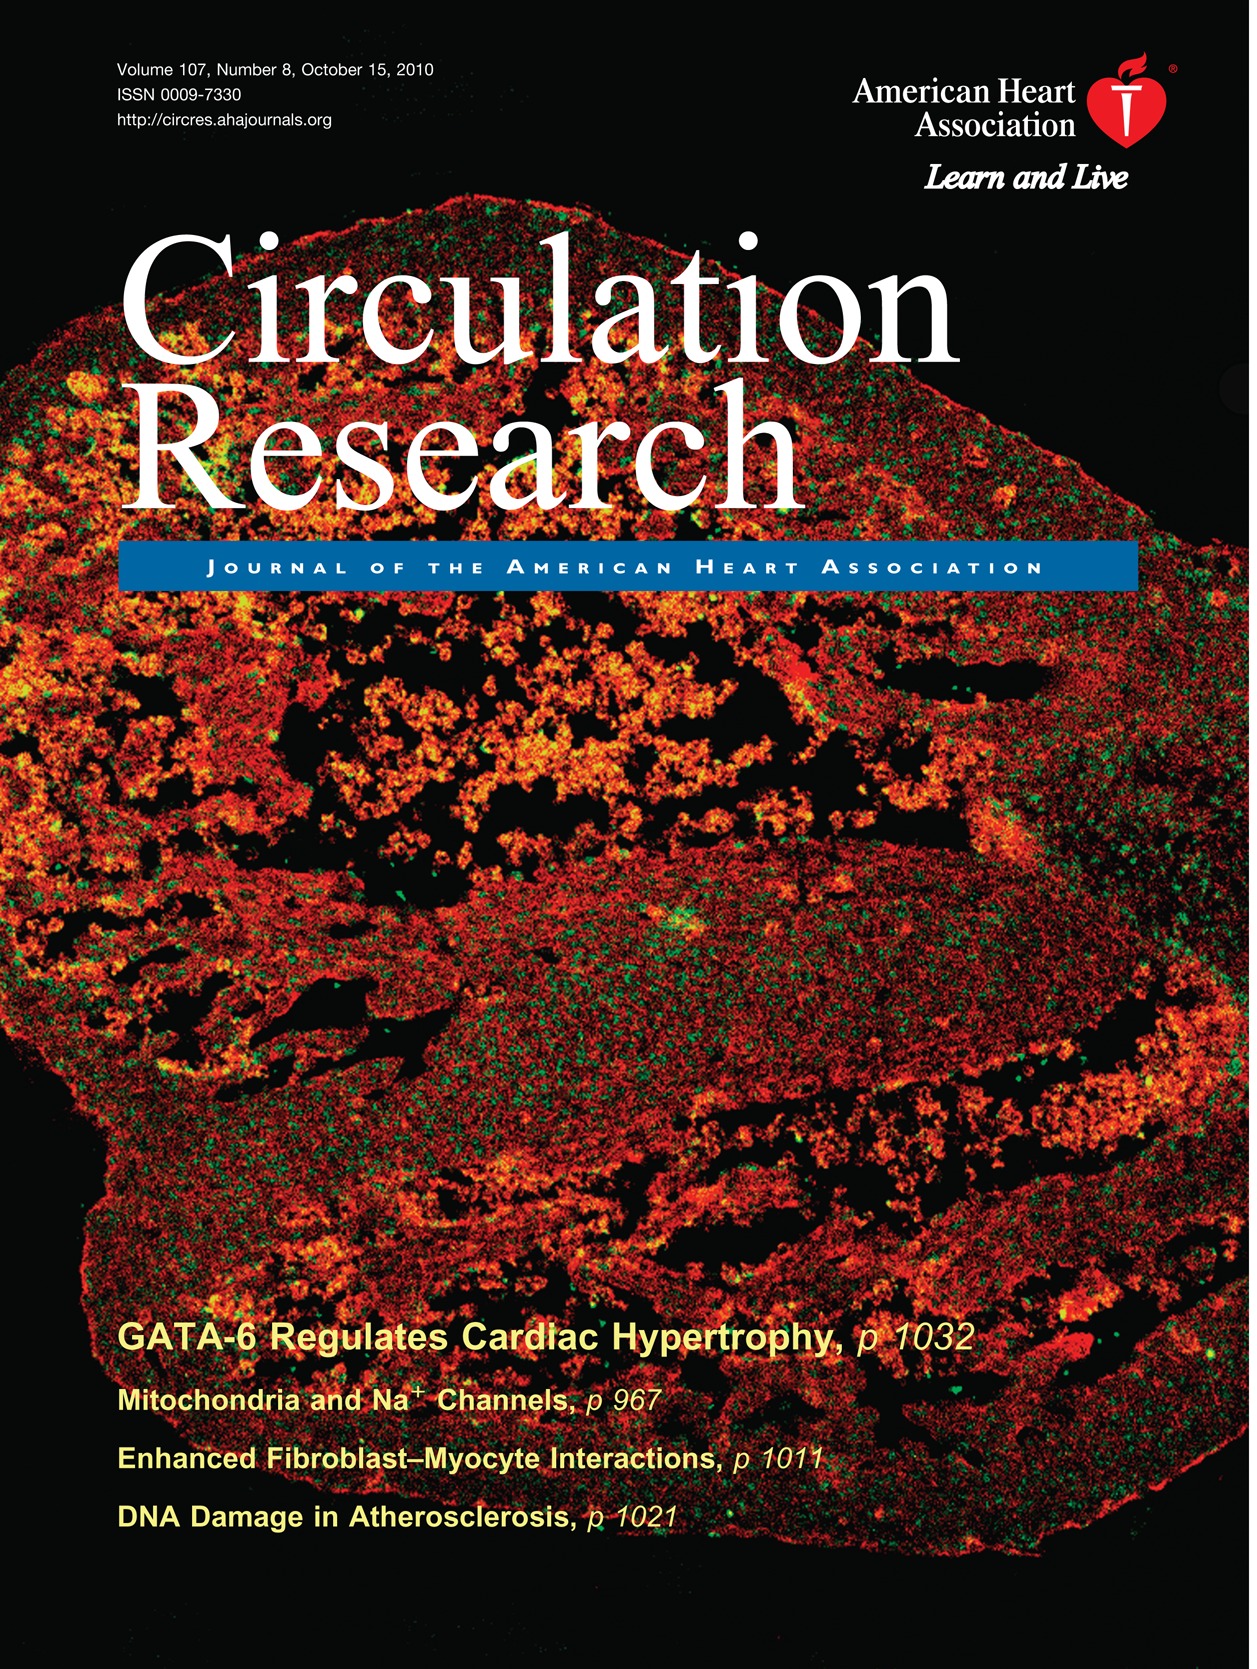 Volume 107, Number 8, October 15, 2010
ISSN 0009-7330
http://circres.ahajournals.org
American Heart
Association
®
Learn and Live
Circulation
Research
Journal of the American Heart Association
GATA-6 Regulates Cardiac Hypertrophy, p 1032
Mitochondria and Na⁺ Channels, p 967
Enhanced Fibroblast–Myocyte Interactions, p 1011
DNA Damage in Atherosclerosis, p 1021